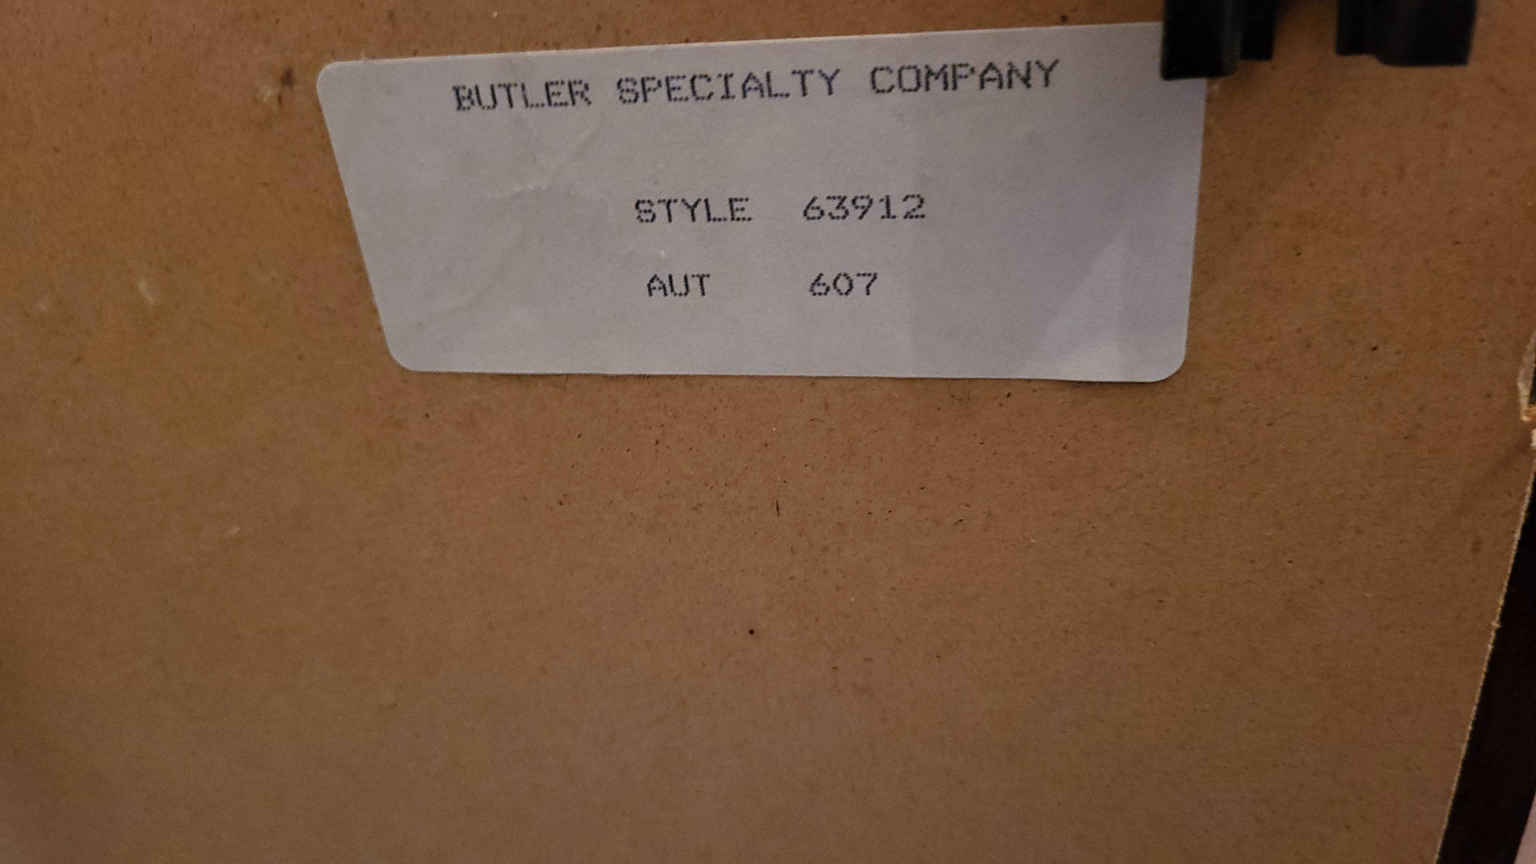 BUTLER SPECIALTY COMPANY
STYLE 63912
AUT 607